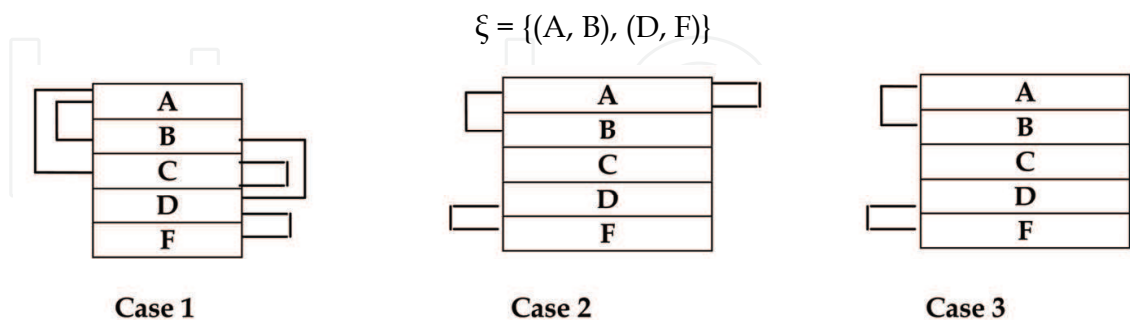 ξ = {(A, B), (D, F)}
A
B
C
D
F
Case 1
A
B
C
D
F
Case 2
A
B
C
D
F
Case 3